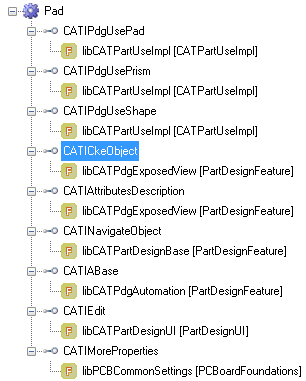 Pad
CATIPdgUsePad
libCATPartUseImpl [CATPartUseImpl]
CATIPdgUsePrism
libCATPartUseImpl [CATPartUseImpl]
CATIPdgUseShape
libCATPartUseImpl [CATPartUseImpl]
CATICkeObject
libCATPdgExposedView [PartDesignFeature]
CATIAttributesDescription
libCATPdgExposedView [PartDesignFeature]
CATINavigateObject
libCATPartDesignBase [PartDesignFeature]
CATIABase
libCATPdgAutomation [PartDesignFeature]
CATIEdit
libCATPartDesignUI [PartDesignUI]
CATIMoreProperties
libPCBCommonSettings [PCBoardFoundations]